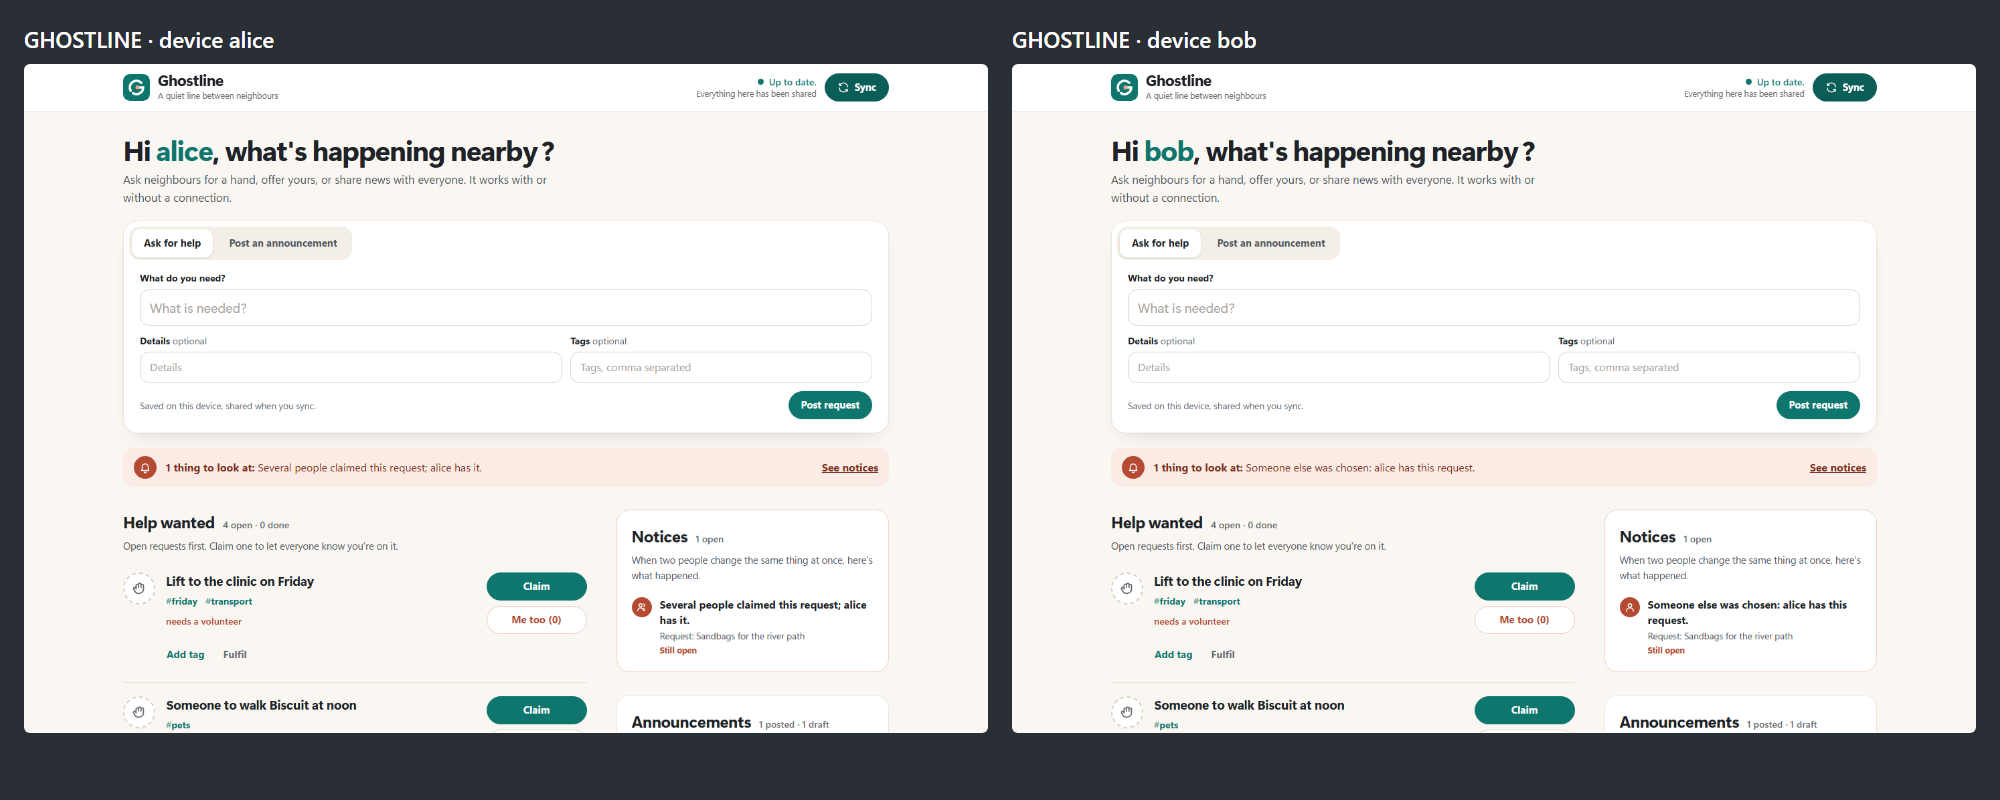 GHOSTLINE · device alice
Ghostline
A quiet line between neighbours
Up to date.
Everything here has been shared
Sync
Hi alice, what's happening nearby?
Ask neighbours for a hand, offer yours, or share news with everyone. It works with or
without a connection.
Ask for help
Post an announcement
What do you need?
What is needed?
Details optional
Tags optional
Details
Tags, comma separated
Saved on this device, shared when you sync.
Post request
1 thing to look at: Several people claimed this request; alice has it.
See notices
Help wanted 4 open · 0 done
Open requests first. Claim one to let everyone know you're on it.
Lift to the clinic on Friday
#friday #transport
needs a volunteer
Claim
Me too (0)
Add tag
Fulfil
Someone to walk Biscuit at noon
#pets
Claim
Notices 1 open
When two people change the same thing at once, here's
what happened.
Several people claimed this request; alice
has it.
Request: Sandbags for the river path
Still open
Announcements 1 posted · 1 draft
GHOSTLINE · device bob
Ghostline
A quiet line between neighbours
Up to date.
Everything here has been shared
Sync
Hi bob, what's happening nearby?
Ask neighbours for a hand, offer yours, or share news with everyone. It works with or
without a connection.
Ask for help
Post an announcement
What do you need?
What is needed?
Details optional
Tags optional
Details
Tags, comma separated
Saved on this device, shared when you sync.
Post request
1 thing to look at: Someone else was chosen: alice has this request.
See notices
Help wanted 4 open · 0 done
Open requests first. Claim one to let everyone know you're on it.
Lift to the clinic on Friday
#friday #transport
needs a volunteer
Claim
Me too (0)
Add tag
Fulfil
Someone to walk Biscuit at noon
#pets
Claim
Notices 1 open
When two people change the same thing at once, here's
what happened.
Someone else was chosen: alice has this
request.
Request: Sandbags for the river path
Still open
Announcements 1 posted · 1 draft